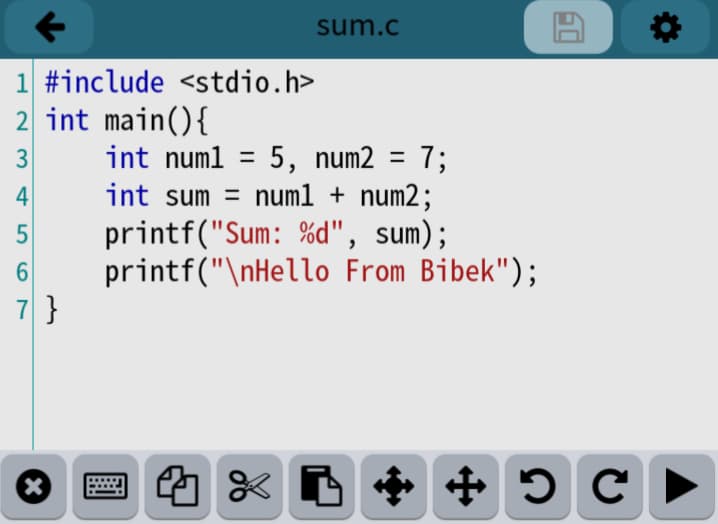 sum.c
1 #include <stdio.h>
2 int main(){
3     int num1 = 5, num2 = 7;
4     int sum = num1 + num2;
5     printf("Sum: %d", sum);
6     printf("\nHello From Bibek");
7 }